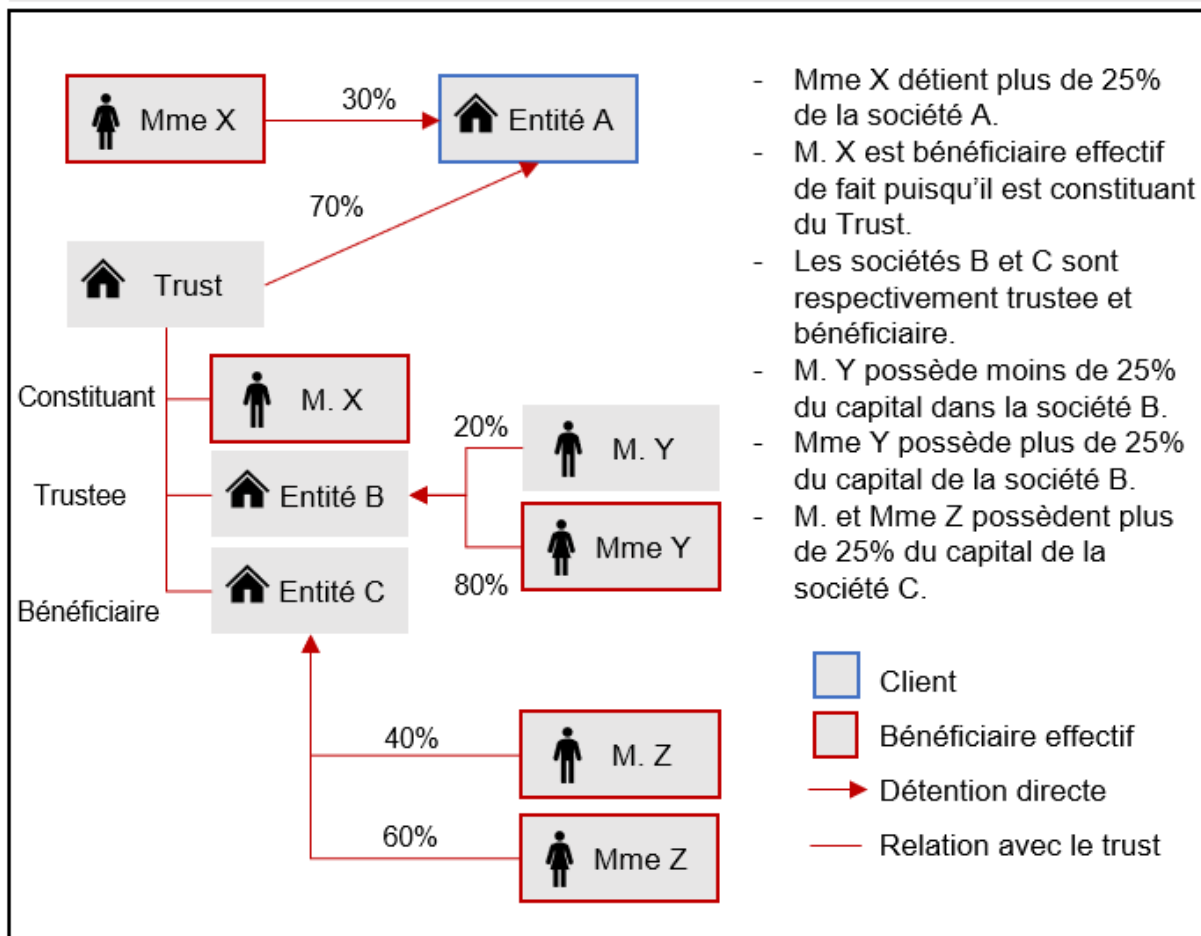 Mme X
30%
Entité A
70%
Trust
Constituant
M. X
Trustee
Entité B
20%
M. Y
80%
Mme Y
Bénéficiaire
Entité C
40%
M. Z
60%
Mme Z
- Mme X détient plus de 25%
de la société A.
- M. X est bénéficiaire effectif
de fait puisqu’il est constituant
du Trust.
- Les sociétés B et C sont
respectivement trustee et
bénéficiaire.
- M. Y possède moins de 25%
du capital dans la société B.
- Mme Y possède plus de 25%
du capital de la société B.
- M. et Mme Z possèdent plus
de 25% du capital de la
société C.
Client
Bénéficiaire effectif
Détention directe
Relation avec le trust